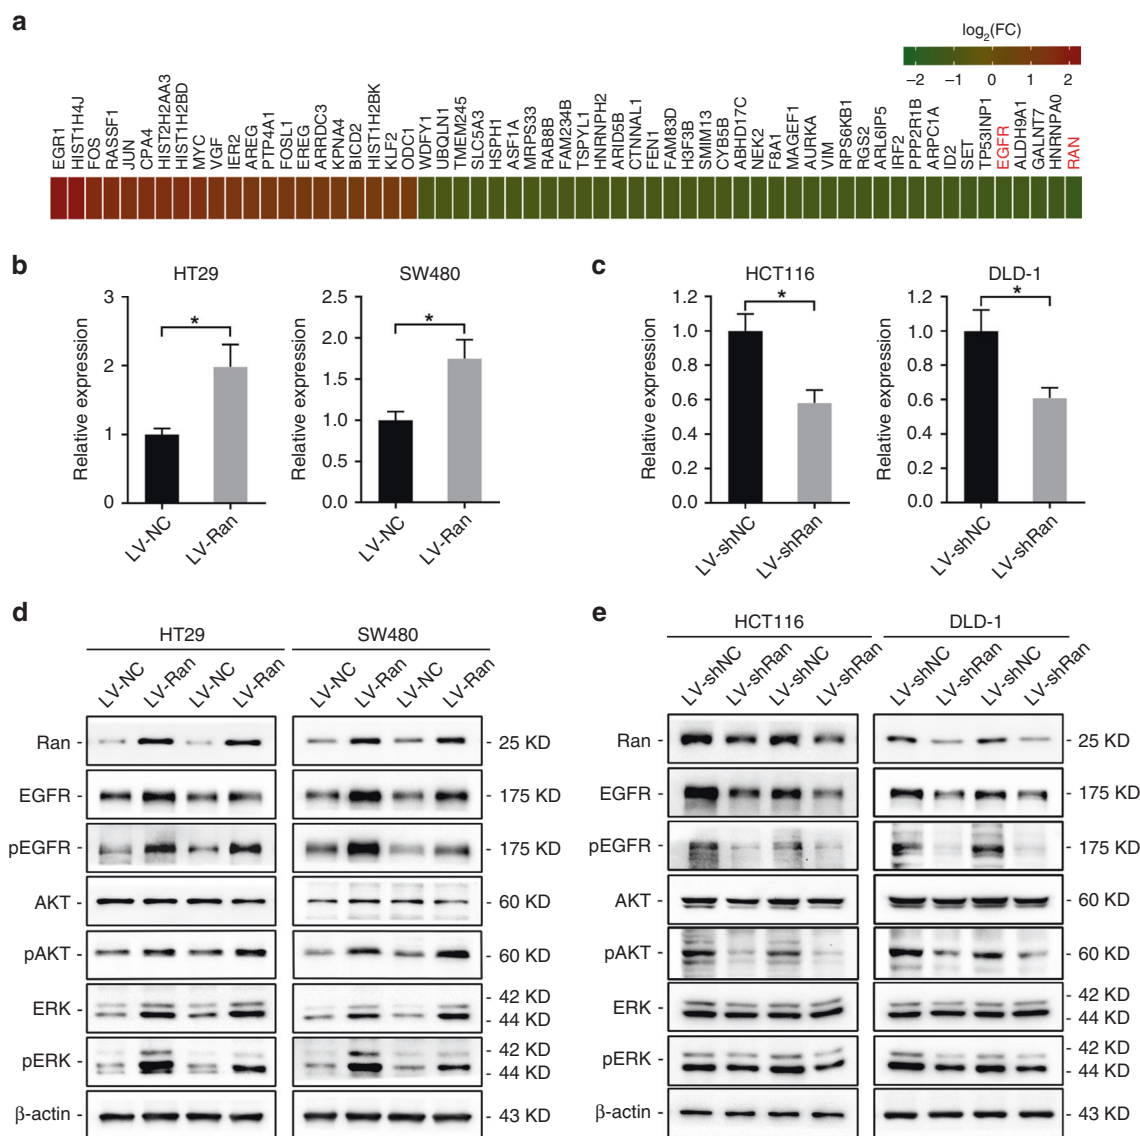 a
log2(FC)
−2 −1 0 1 2
EGR1 HIST1H4J FOS RASSF1 JUN CPA4 HIST2H2AA3 HIST1H2BD MYC VGF IER2 AREG PTP4A1 FOSL1 EREG ARRDC3 KPNA4 BICD2 HIST1H2BK KLF2 ODC1 WDFY1 UBQLN1 TMEM245 SLC5A3 HSPH1 ASF1A MRPS33 RAB8B FAM234B TSPYL1 HNRNPH2 ARID5B CTNNAL1 FEN1 FAM83D H3F3B SMIM13 CYB5B ABHD17C NEK2 F8A1 MAGEF1 AURKA VIM RPS6KB1 RGS2 ARL6IP5 IRF2 PPP2R1B ARPC1A ID2 SET TP53INP1 EGFR ALDH9A1 GALNT7 HNRNPA0 RAN
b
HT29
Relative expression
3
2
1
0
*
LV-NC LV-Ran
SW480
Relative expression
2.5
2.0
1.5
1.0
0.5
0.0
*
LV-NC LV-Ran
c
HCT116
Relative expression
1.2
1.0
0.8
0.6
0.4
0.2
0.0
*
LV-shNC LV-shRan
DLD-1
Relative expression
1.2
1.0
0.8
0.6
0.4
0.2
0.0
*
LV-shNC LV-shRan
d
HT29 SW480
LV-NC LV-Ran LV-NC LV-Ran LV-NC LV-Ran LV-NC LV-Ran
Ran - - 25 KD
EGFR - - 175 KD
pEGFR - - 175 KD
AKT - - 60 KD
pAKT - - 60 KD
ERK - - 42 KD
- 44 KD
pERK - - 42 KD
- 44 KD
β-actin - - 43 KD
e
HCT116 DLD-1
LV-shNC LV-shRan LV-shNC LV-shRan LV-shNC LV-shRan LV-shNC LV-shRan
Ran - - 25 KD
EGFR - - 175 KD
pEGFR - - 175 KD
AKT - - 60 KD
pAKT - - 60 KD
ERK - - 42 KD
- 44 KD
pERK - - 42 KD
- 44 KD
β-actin - - 43 KD